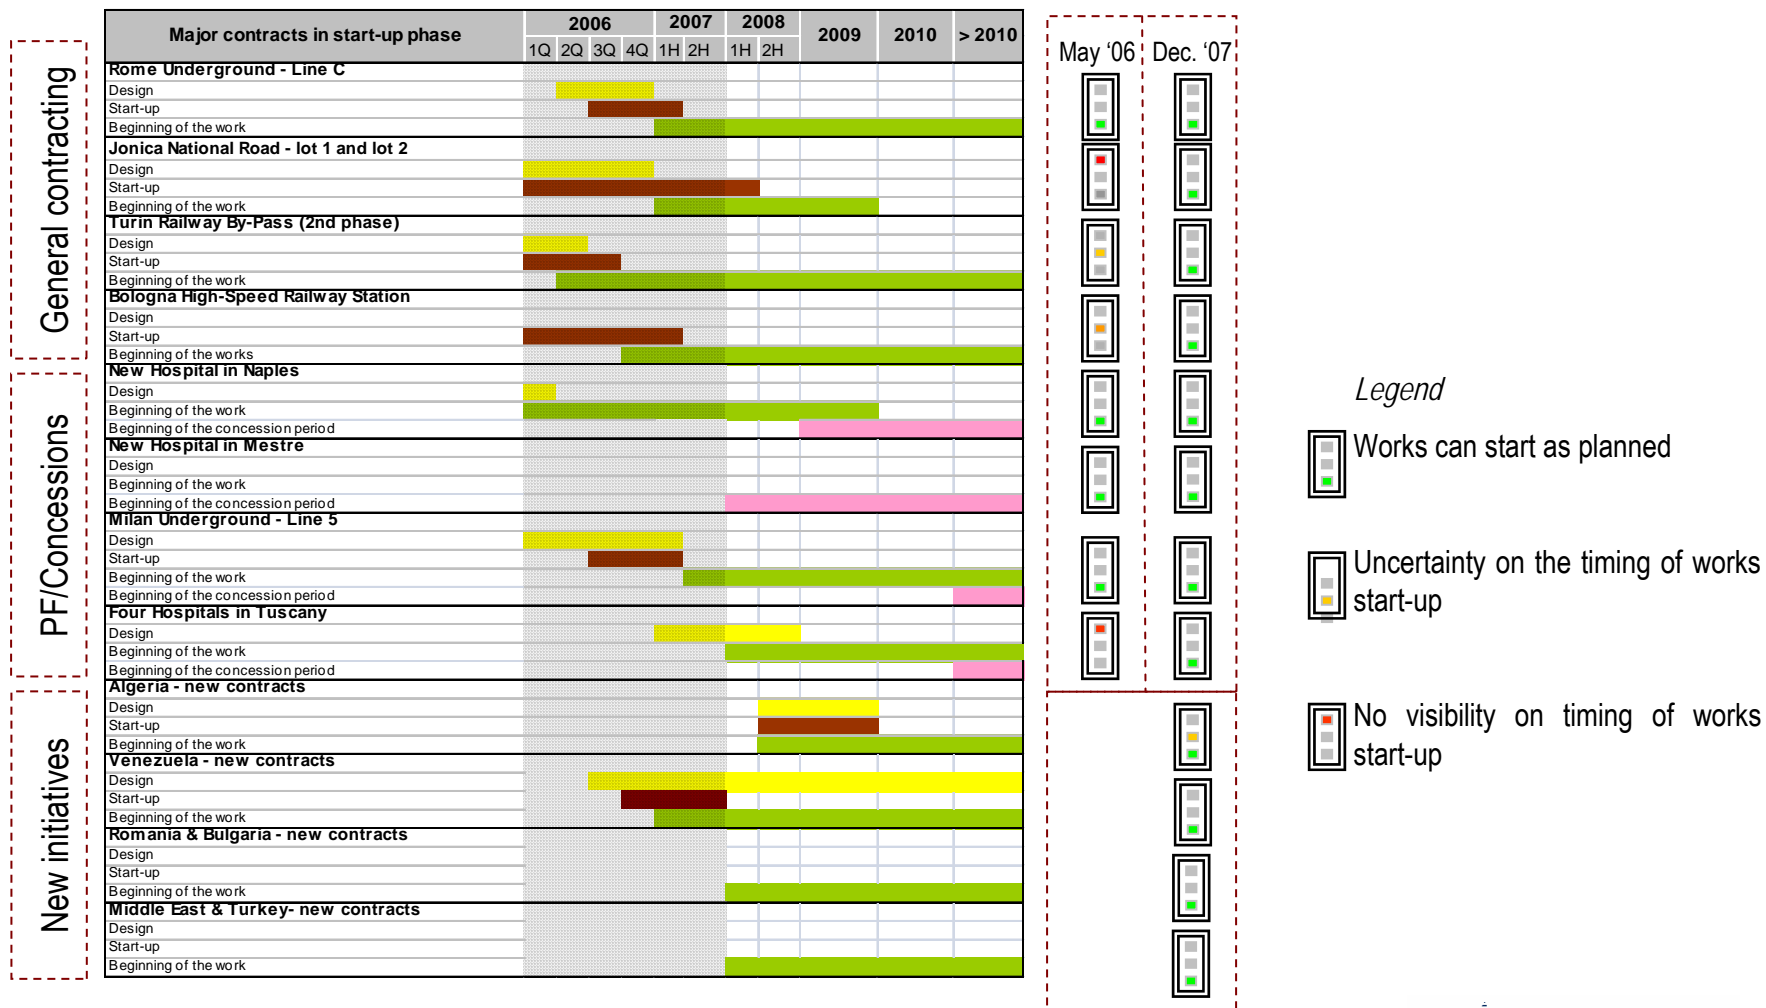 Major contracts in start-up phase
2006 2007 2008 2009 2010 > 2010
1Q 2Q 3Q 4Q 1H 2H 1H 2H
May ‘06 Dec. ‘07
General contracting
Rome Underground - Line C
Design
Start-up
Beginning of the work
Jonica National Road - lot 1 and lot 2
Design
Start-up
Beginning of the work
Turin Railway By-Pass (2nd phase)
Design
Start-up
Beginning of the work
Bologna High-Speed Railway Station
Design
Start-up
Beginning of the works
PF/Concessions
New Hospital in Naples
Design
Beginning of the work
Beginning of the concession period
New Hospital in Mestre
Design
Beginning of the work
Beginning of the concession period
Milan Underground - Line 5
Design
Start-up
Beginning of the work
Beginning of the concession period
Four Hospitals in Tuscany
Design
Beginning of the work
Beginning of the concession period
New initiatives
Algeria - new contracts
Design
Start-up
Beginning of the work
Venezuela - new contracts
Design
Start-up
Beginning of the work
Romania & Bulgaria - new contracts
Design
Start-up
Beginning of the work
Middle East & Turkey- new contracts
Design
Start-up
Beginning of the work
Legend
Works can start as planned
Uncertainty on the timing of works
start-up
No visibility on timing of works
start-up